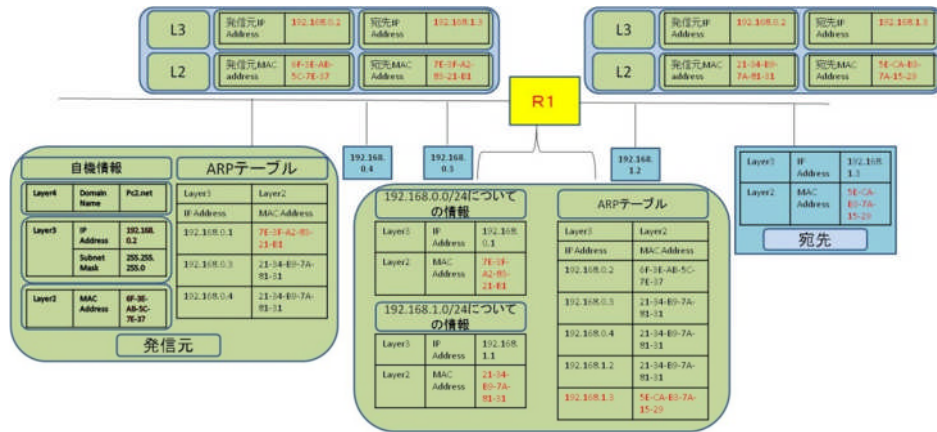 L3
発信元IP
Address
192.168.0.2
宛先IP
Address
192.168.1.3
L2
発信元MAC
address
6F-3E-AB-
5C-7E-37
宛先MAC
Address
7E-3F-A2-
B3-21-B1
L3
発信元IP
Address
192.168.0.2
宛先IP
Address
192.168.1.3
L2
発信元MAC
address
21-34-B9-
7A-81-31
宛先MAC
Address
5E-CA-B9-
7A-15-29
R1
192.168.
0.4
192.168.
0.3
192.168.
1.2
自機情報
Layer4
Domain
Name
Pc2.net
Layer3
IP
Address
192.168.
0.2
Subnet
Mask
255.255.
255.0
Layer2
MAC
Address
6F-3E-
AB-5C-
7E-37
ARPテーブル
Layer3
Layer2
IP Address
MAC Address
192.168.0.1
7E-3F-A2-B3-
21-B1
192.168.0.3
21-34-B9-7A-
81-31
192.168.0.4
21-34-B9-7A-
81-31
発信元
192.168.0.0/24について
の情報
Layer3
IP
Address
192.168.
0.1
Layer2
MAC
Address
7E-3F-
A2-B3-
21-B1
192.168.1.0/24について
の情報
Layer3
IP
Address
192.168.
1.1
Layer2
MAC
Address
21-34-
B9-7A-
81-31
ARPテーブル
Layer3
Layer2
IP Address
MAC Address
192.168.0.2
6F-3E-AB-5C-
7E-37
192.168.0.3
21-34-B9-7A-
81-31
192.168.0.4
21-34-B9-7A-
81-31
192.168.1.2
21-34-B9-7A-
81-31
192.168.1.3
5E-CA-B9-7A-
15-29
Layer3
IP
Address
192.168.
1.3
Layer2
MAC
Address
5E-CA-
B9-7A-
15-29
宛先